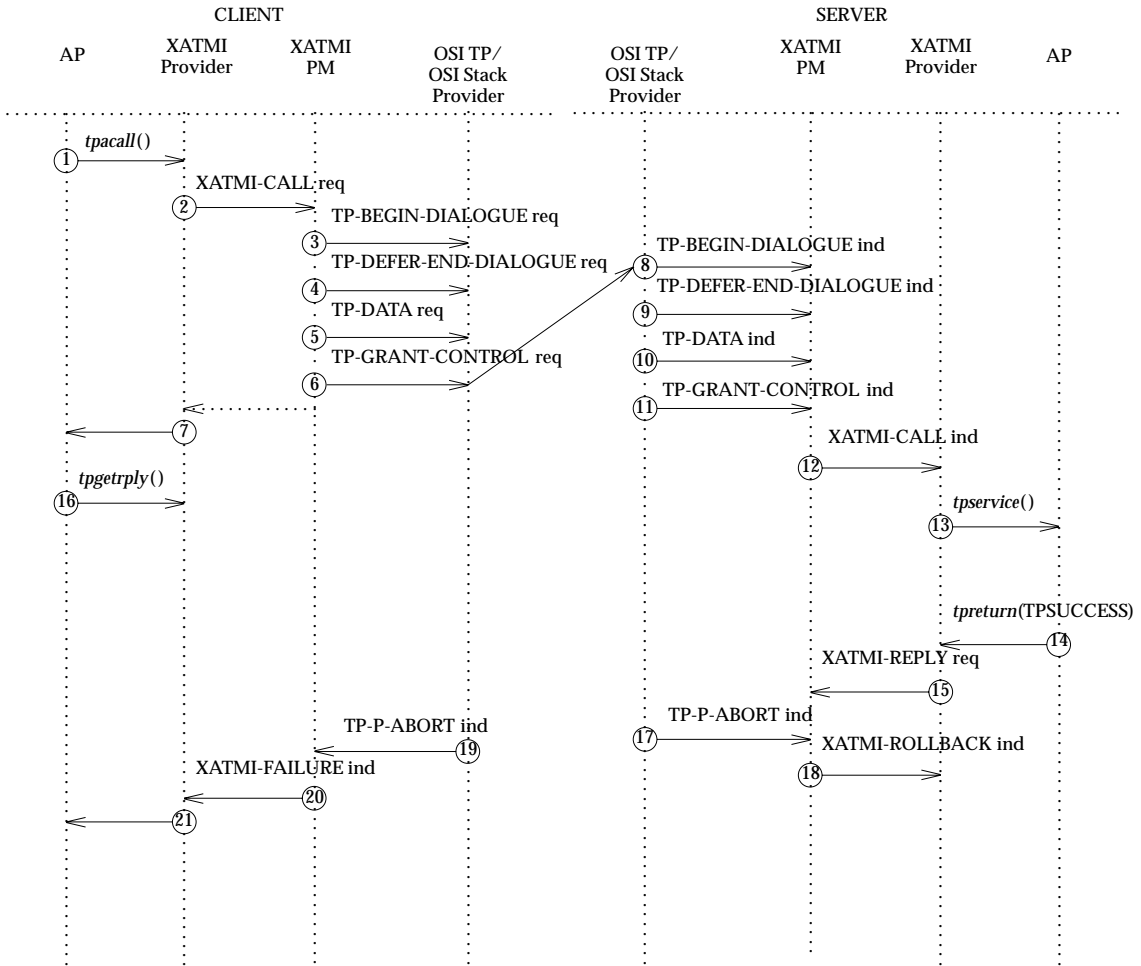 CLIENT
SERVER
AP
XATMI
Provider
XATMI
PM
OSI TP/
OSI Stack
Provider
OSI TP/
OSI Stack
Provider
XATMI
PM
XATMI
Provider
AP
tpacall()
1
XATMI-CALL req
2
TP-BEGIN-DIALOGUE req
3
TP-DEFER-END-DIALOGUE req
4
TP-DATA req
5
TP-GRANT-CONTROL req
6
7
TP-BEGIN-DIALOGUE ind
8
TP-DEFER-END-DIALOGUE ind
9
TP-DATA ind
10
TP-GRANT-CONTROL ind
11
XATMI-CALL ind
12
tpgetrply()
16
tpservice()
13
tpreturn(TPSUCCESS)
14
XATMI-REPLY req
15
TP-P-ABORT ind
17
XATMI-ROLLBACK ind
18
TP-P-ABORT ind
19
XATMI-FAILURE ind
20
21